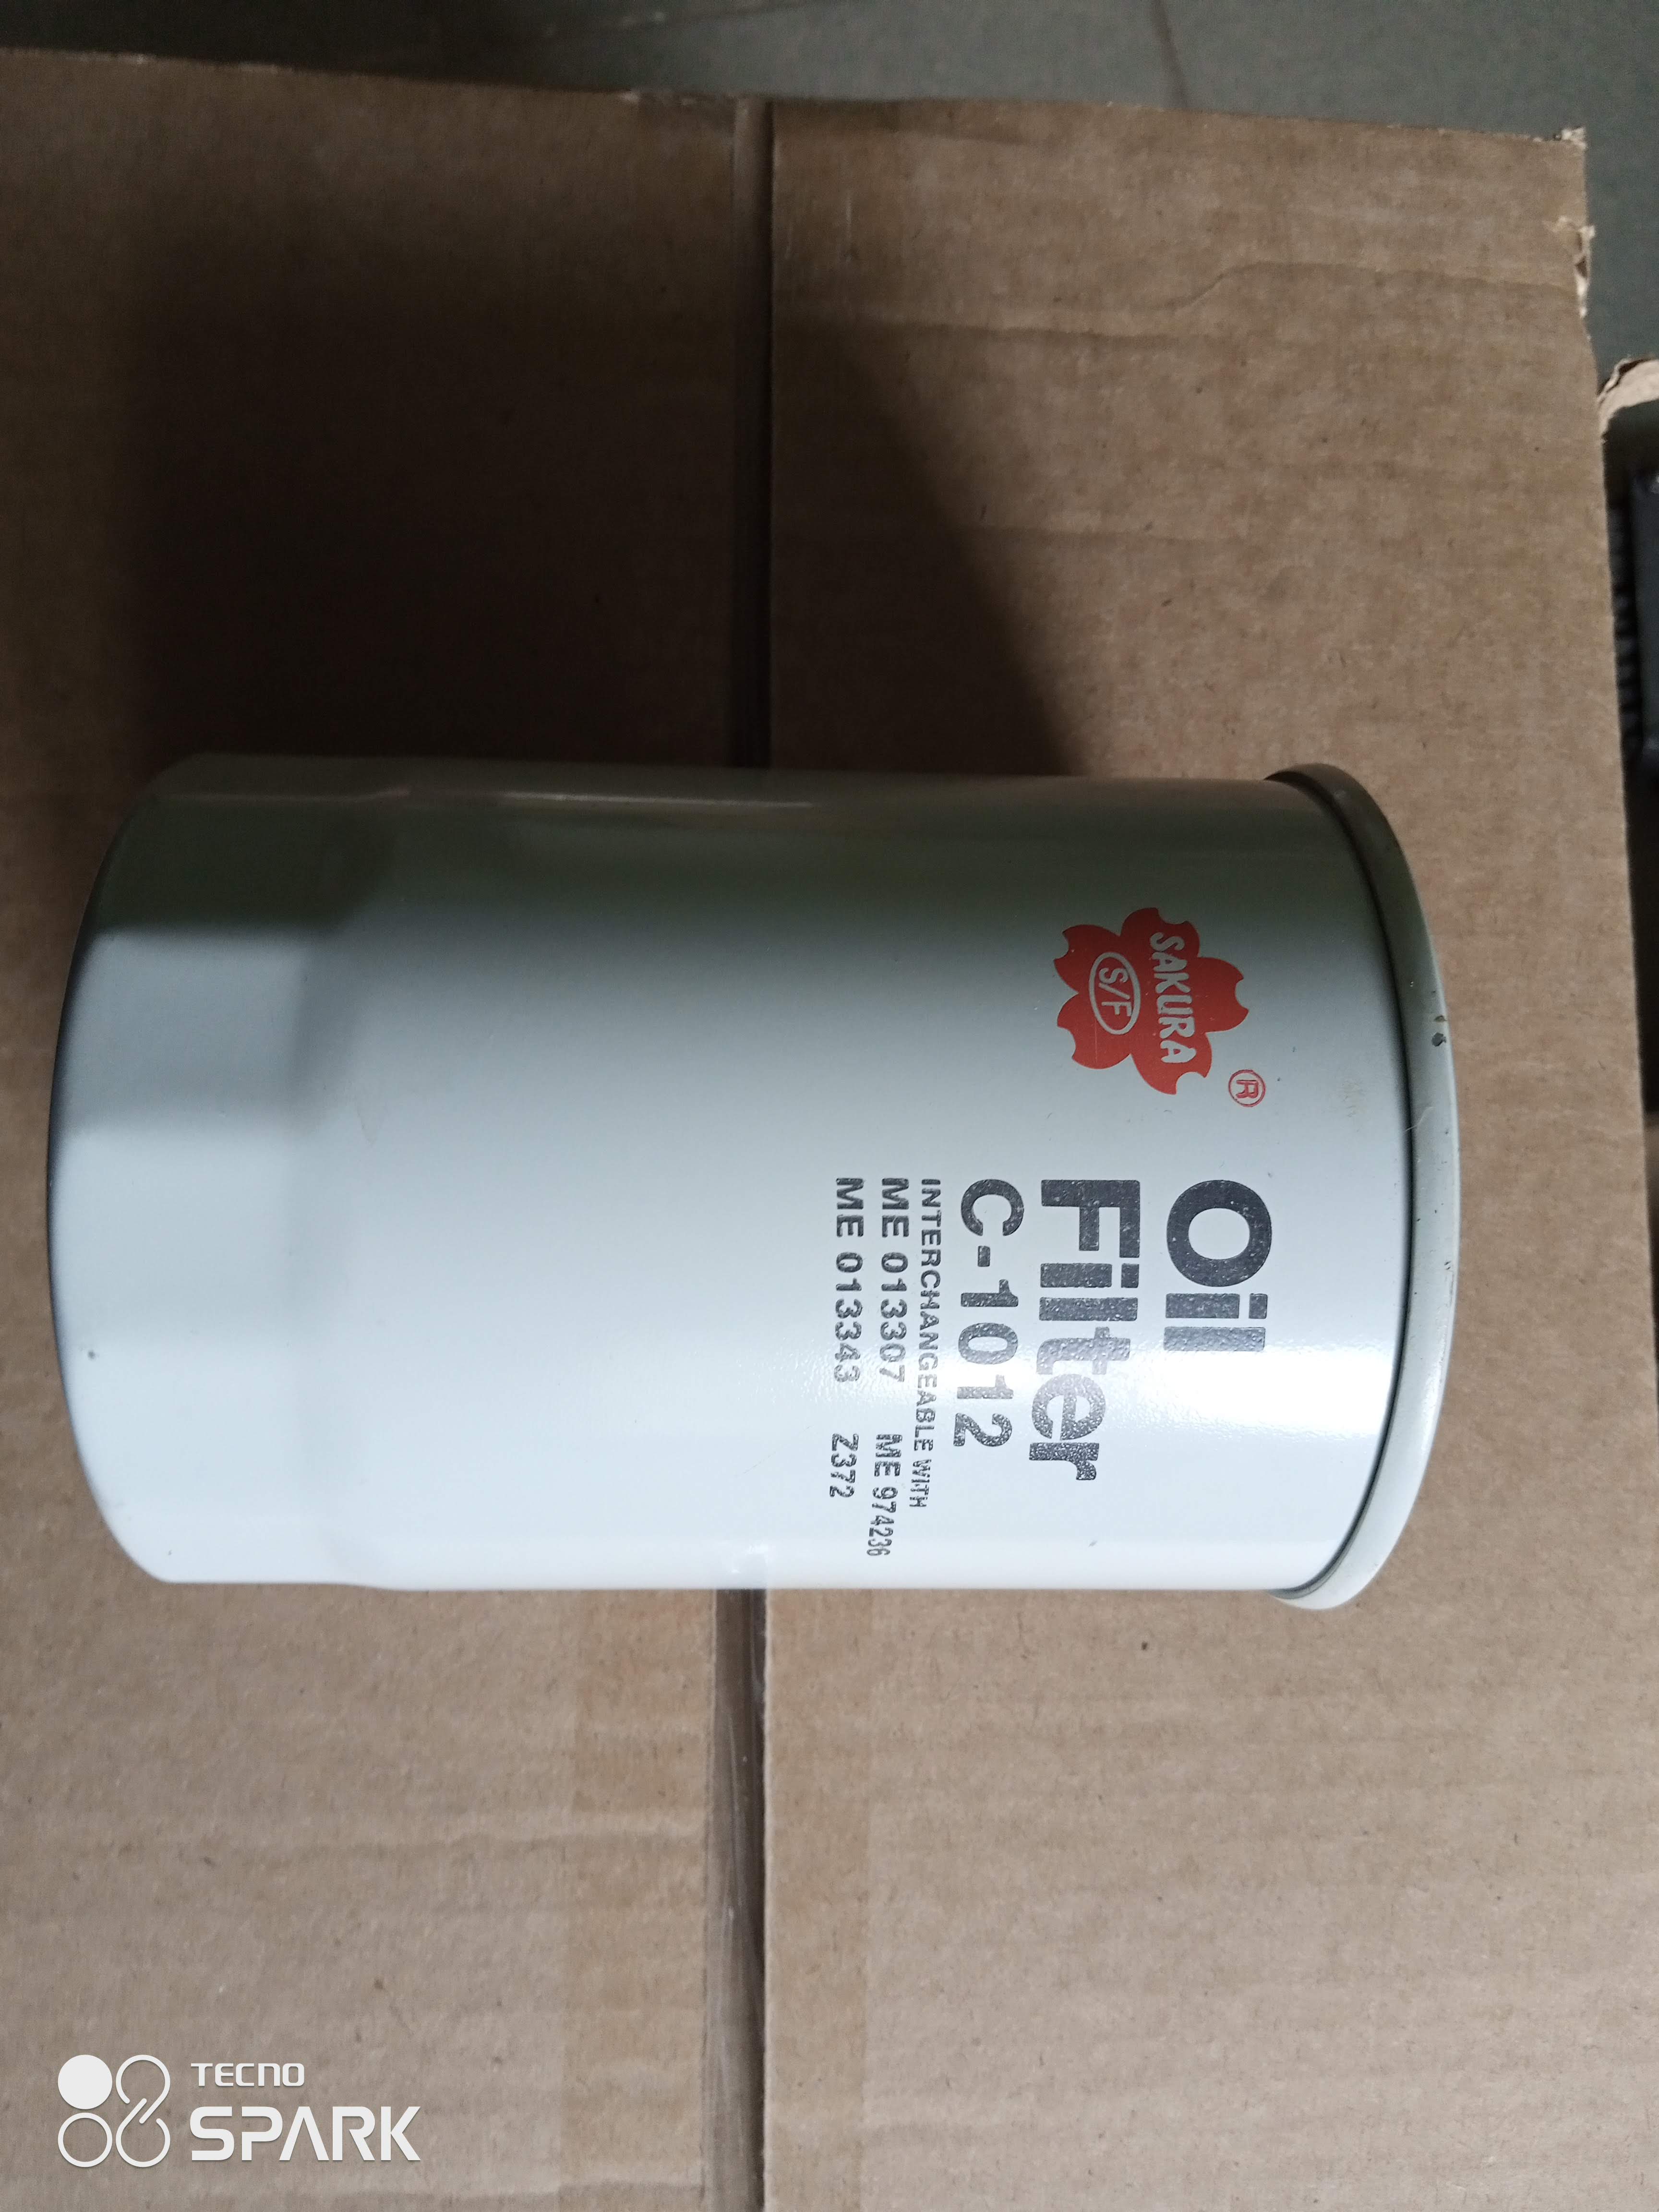 SAKURA
S/F
®
Oil
Filter
C-1012
INTERCHANGEABLE WITH
ME 013307 ME 974236
ME 013343 Z372
TECNO
SPARK